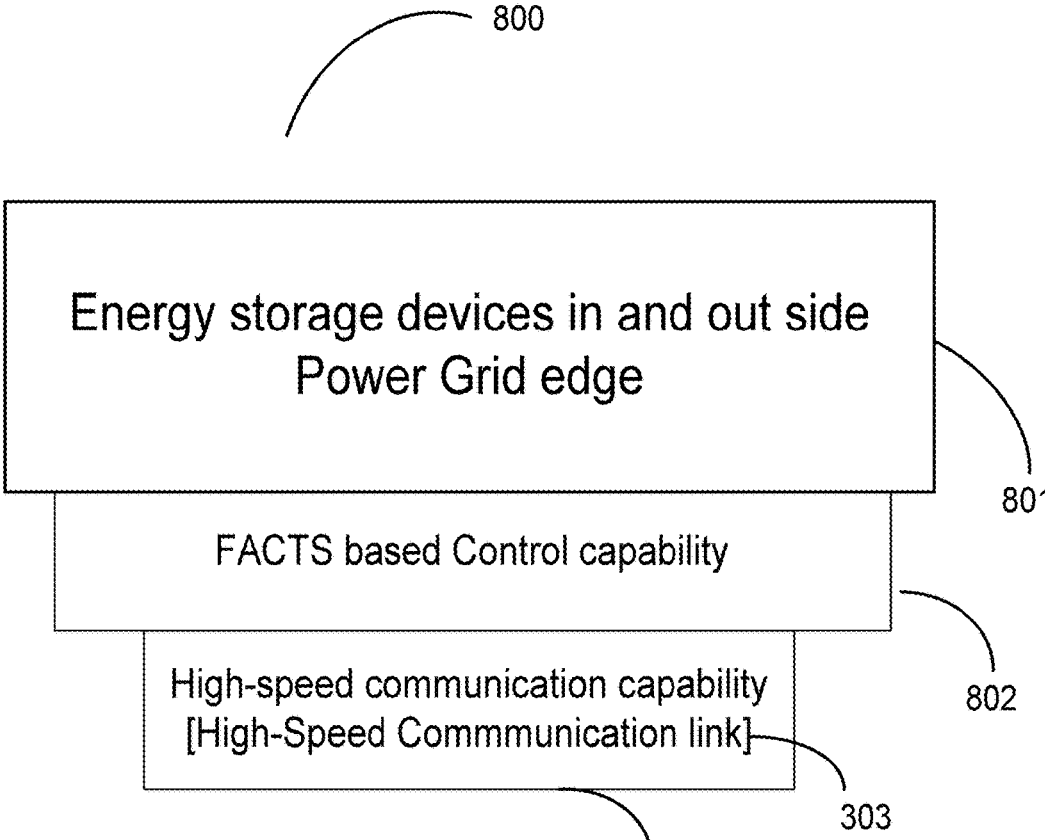 800
Energy storage devices in and out side
Power Grid edge
801
FACTS based Control capability
802
High-speed communication capability
[High-Speed Commmunication link]
303